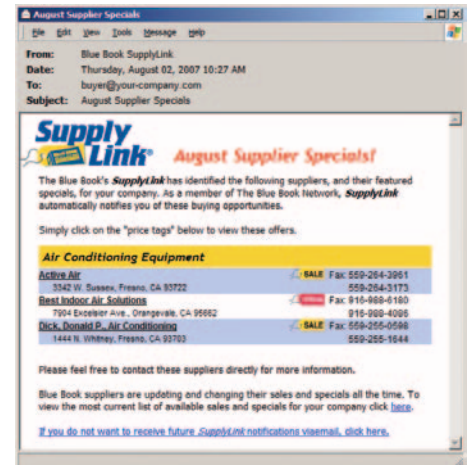 August Supplier Specials
File Edit View Tools Message Help
From: Blue Book SupplyLink
Date: Thursday, August 02, 2007 10:27 AM
To: buyer@your-company.com
Subject: August Supplier Specials
Supply
Link®
August Supplier Specials!
The Blue Book's SupplyLink has identified the following suppliers, and their featured
specials, for your company. As a member of The Blue Book Network, SupplyLink
automatically notifies you of these buying opportunities.
Simply click on the "price tags" below to view these offers.
Air Conditioning Equipment
Active Air SALE Fax: 559-264-3961
3342 W. Sussex, Fresno, CA 93722 559-264-3173
Best Indoor Air Solutions Fax: 916-988-6180
7904 Excelsior Ave., Orangevale, CA 95662 916-988-4086
Dick, Donald P., Air Conditioning SALE Fax: 559-255-0598
1444 N. Whitney, Fresno, CA 93703 559-255-1644
Please feel free to contact these suppliers directly for more information.
Blue Book suppliers are updating and changing their sales and specials all the time. To
view the most current list of available sales and specials for your company click here.
If you do not want to receive future SupplyLink notifications viaemail, click here.